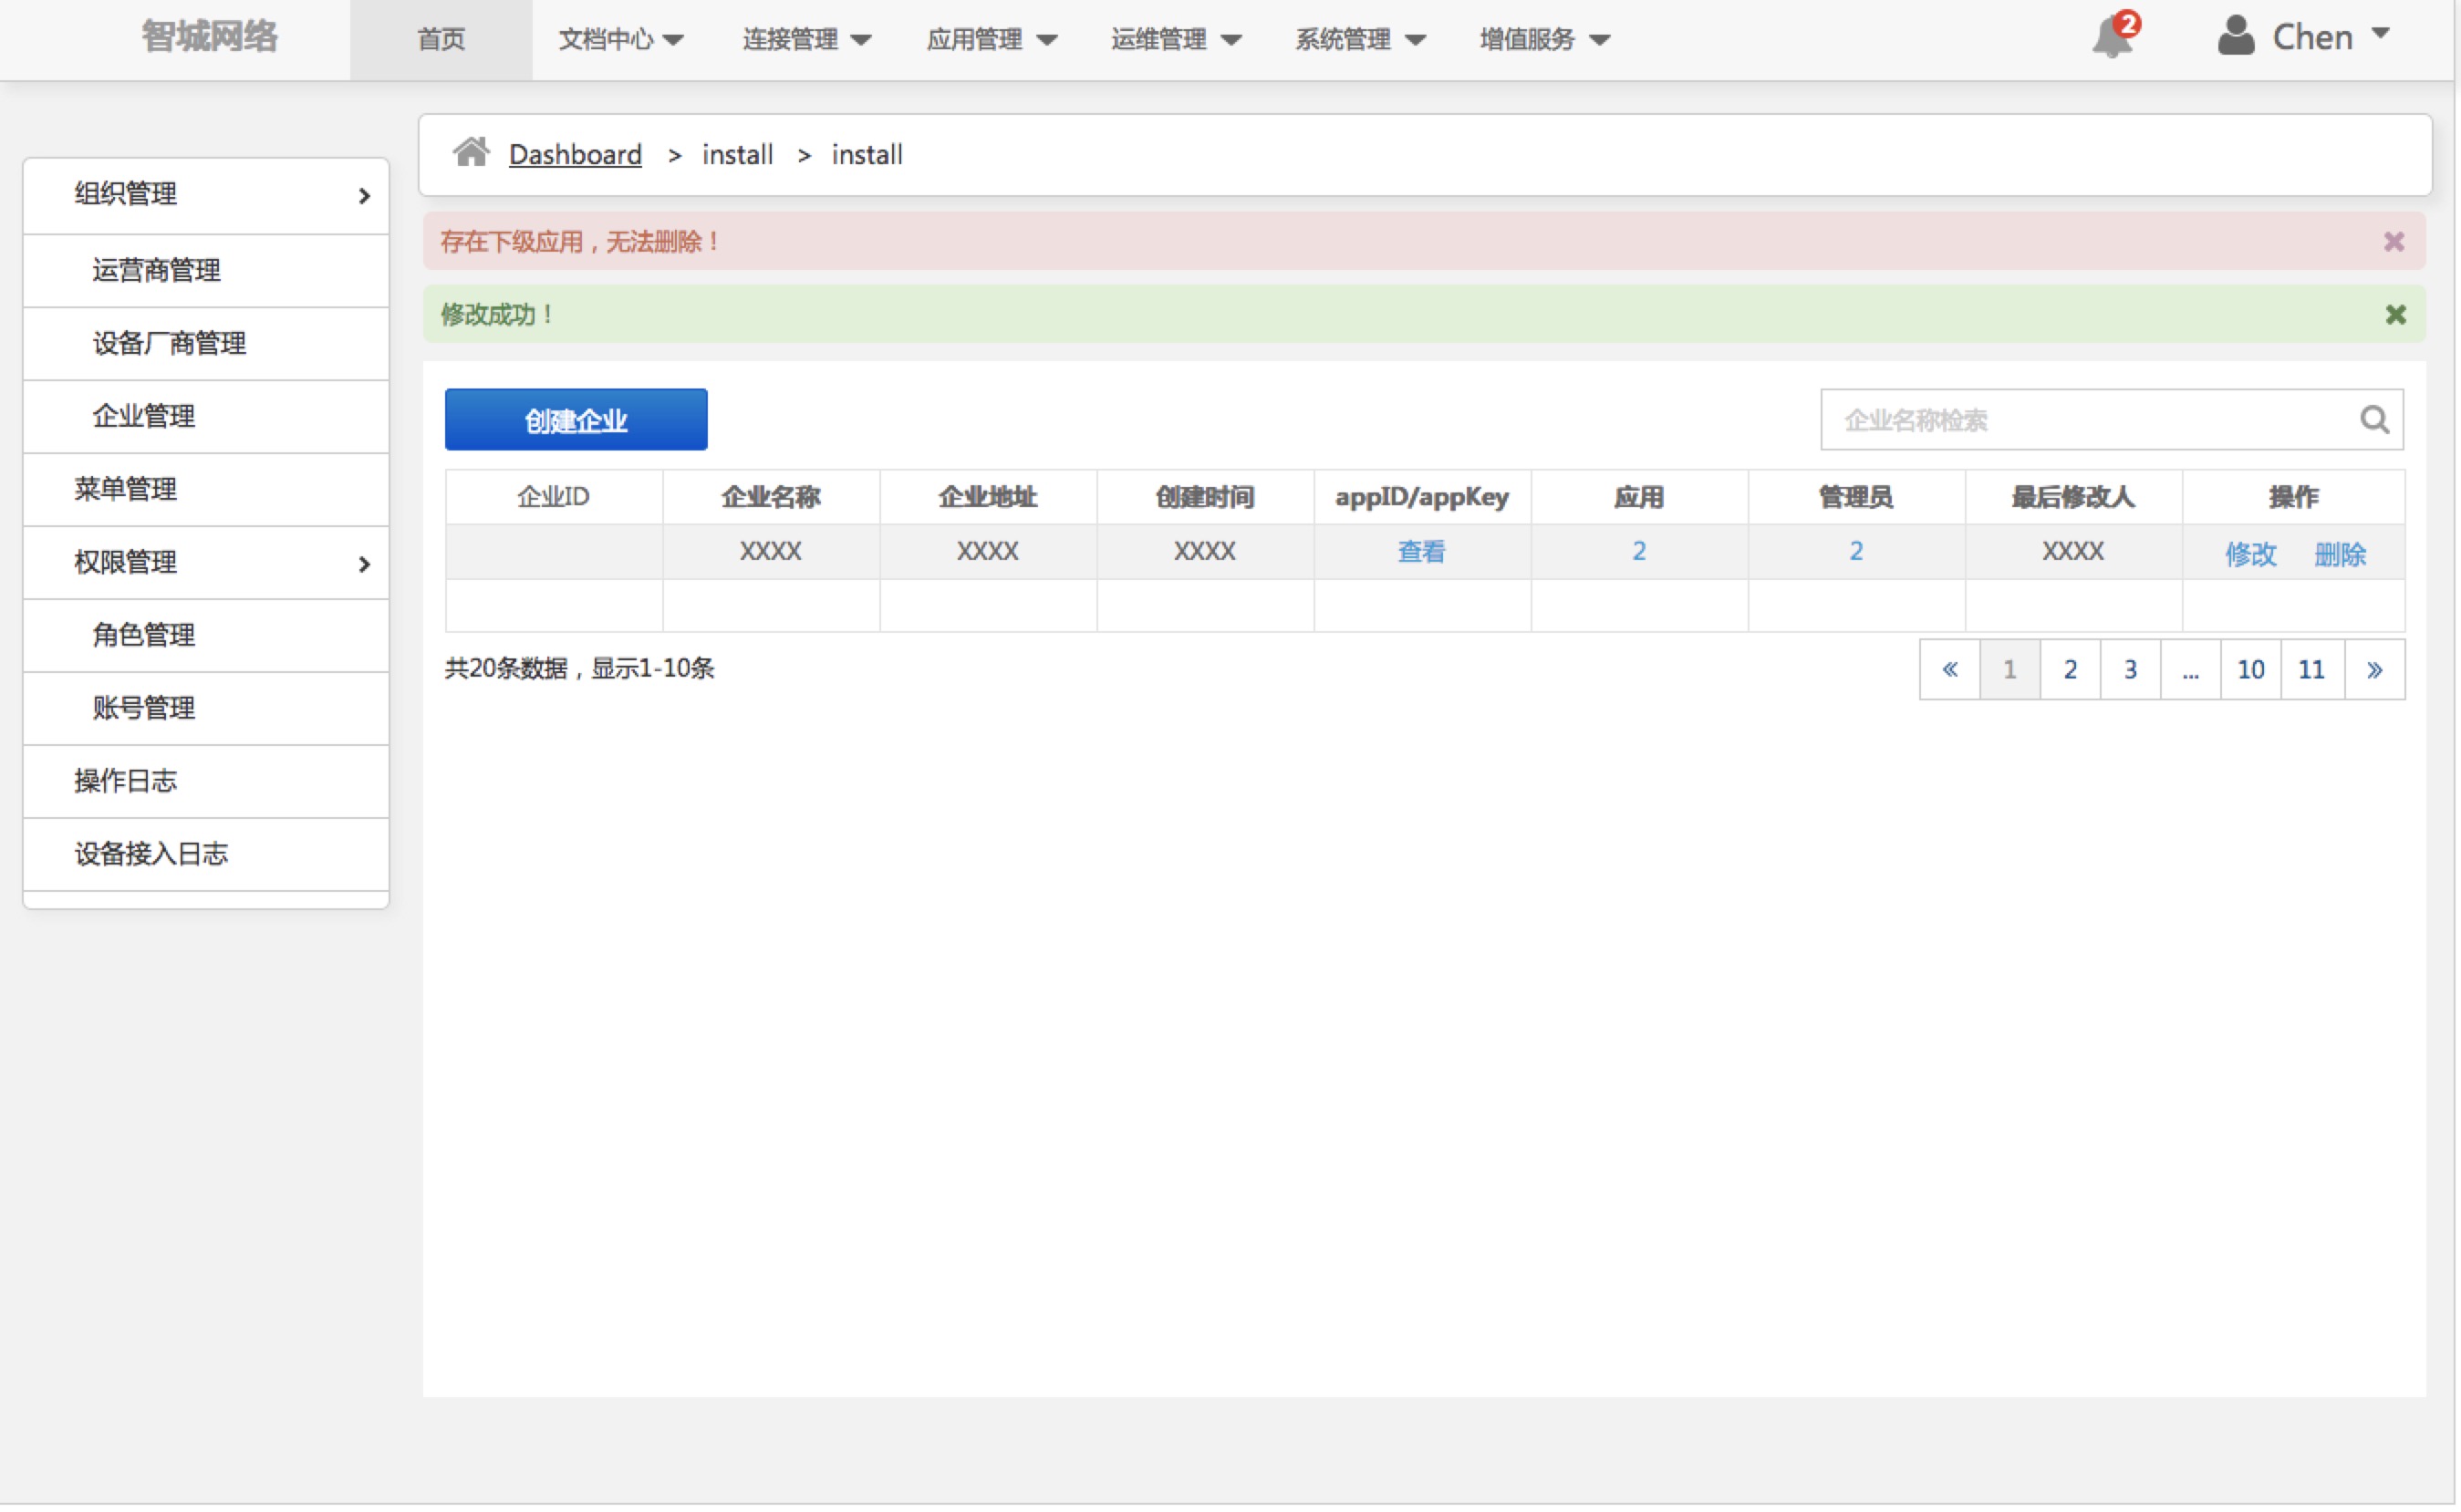 智城网络 首页 文档中心 连接管理 应用管理 运维管理 系统管理 增值服务 2 Chen
Dashboard > install > install
组织管理
运营商管理
设备厂商管理
企业管理
菜单管理
权限管理
角色管理
账号管理
操作日志
设备接入日志
存在下级应用，无法删除！
修改成功！
创建企业 企业名称检索
企业ID 企业名称 企业地址 创建时间 appID/appKey 应用 管理员 最后修改人 操作
XXXX XXXX XXXX 查看 2 2 XXXX 修改 删除
共20条数据，显示1-10条 « 1 2 3 ... 10 11 »